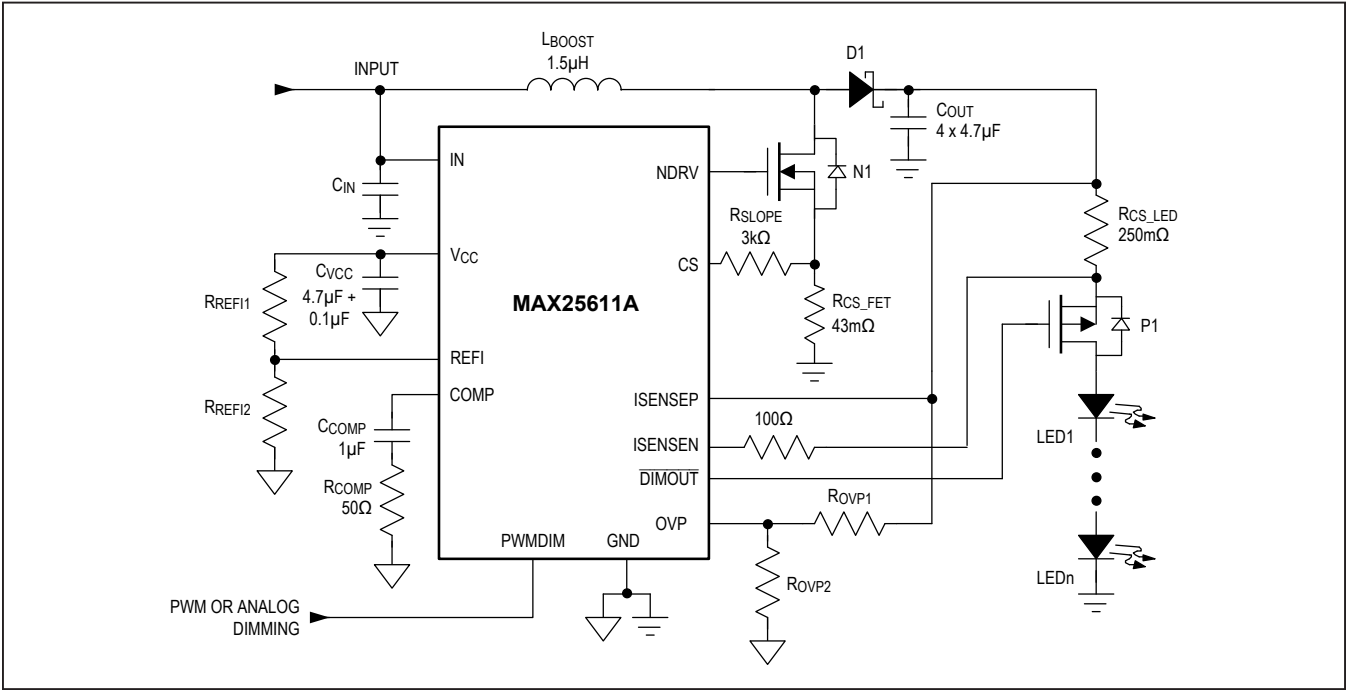 LBOOST
1.5µH
INPUT
D1
COUT
4 x 4.7µF
IN
CIN
NDRV
N1
RSLOPE
3kΩ
RCS_LED
250mΩ
VCC
CVCC
4.7µF +
0.1µF
CS
MAX25611A
RCS_FET
43mΩ
RREFI1
P1
REFI
COMP
RREFI2
ISENSEP
CCOMP
1µF
100Ω
ISENSEN
LED1
DIMOUT
RCOMP
50Ω
ROVP1
OVP
PWMDIM
GND
ROVP2
LEDn
PWM OR ANALOG
DIMMING